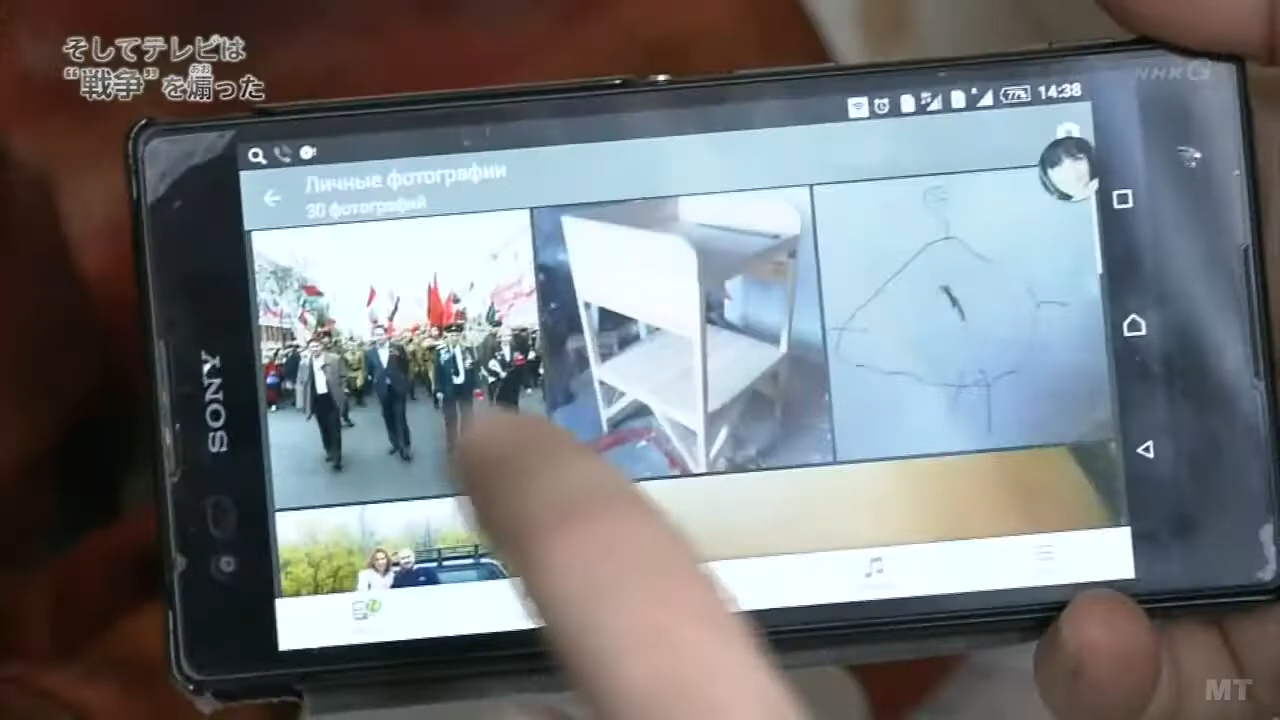 そしてテレビは
“戦争”を煽った
NHK G
77%
14:38
Личные фотографии
30 фотографий
SONY
MT